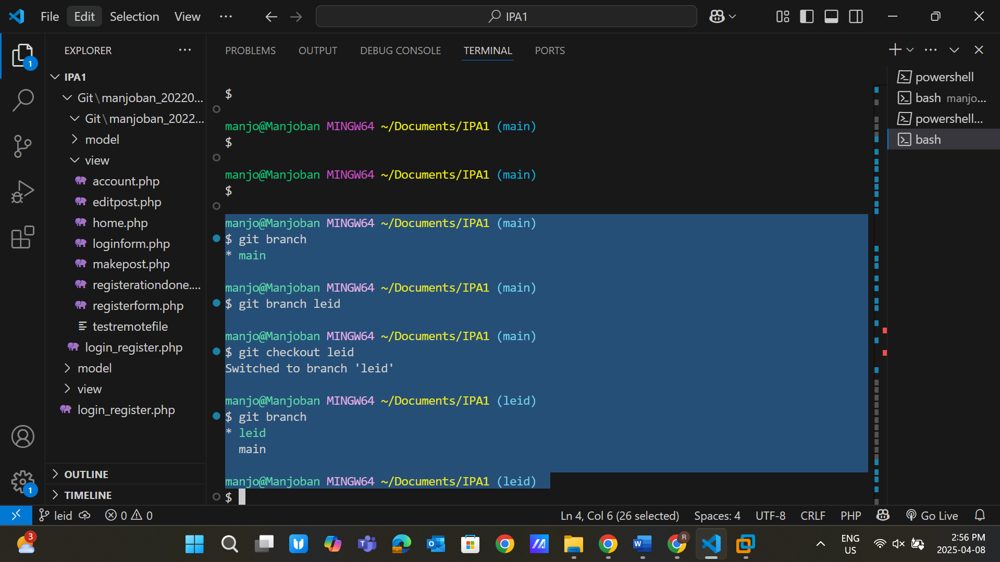 File Edit Selection View ... IPA1
EXPLORER ...
1
IPA1
Git\manjoban_20220...
Git\manjoban_2022...
model
view
account.php
editpost.php
home.php
loginform.php
makepost.php
registerationdone....
registerform.php
testremotefile
login_register.php
model
view
login_register.php
OUTLINE
1
TIMELINE
PROBLEMS OUTPUT DEBUG CONSOLE TERMINAL PORTS
$
manjo@Manjoban MINGW64 ~/Documents/IPA1 (main)
$
manjo@Manjoban MINGW64 ~/Documents/IPA1 (main)
$
manjo@Manjoban MINGW64 ~/Documents/IPA1 (main)
$ git branch
* main
manjo@Manjoban MINGW64 ~/Documents/IPA1 (main)
$ git branch leid
manjo@Manjoban MINGW64 ~/Documents/IPA1 (main)
$ git checkout leid
Switched to branch 'leid'
manjo@Manjoban MINGW64 ~/Documents/IPA1 (leid)
$ git branch
* leid
  main
manjo@Manjoban MINGW64 ~/Documents/IPA1 (leid)
$
powershell
bash manjo...
powershell...
bash
leid 0 0 Ln 4, Col 6 (26 selected) Spaces: 4 UTF-8 CRLF PHP Go Live
3
R
ENG
US
2:56 PM
2025-04-08